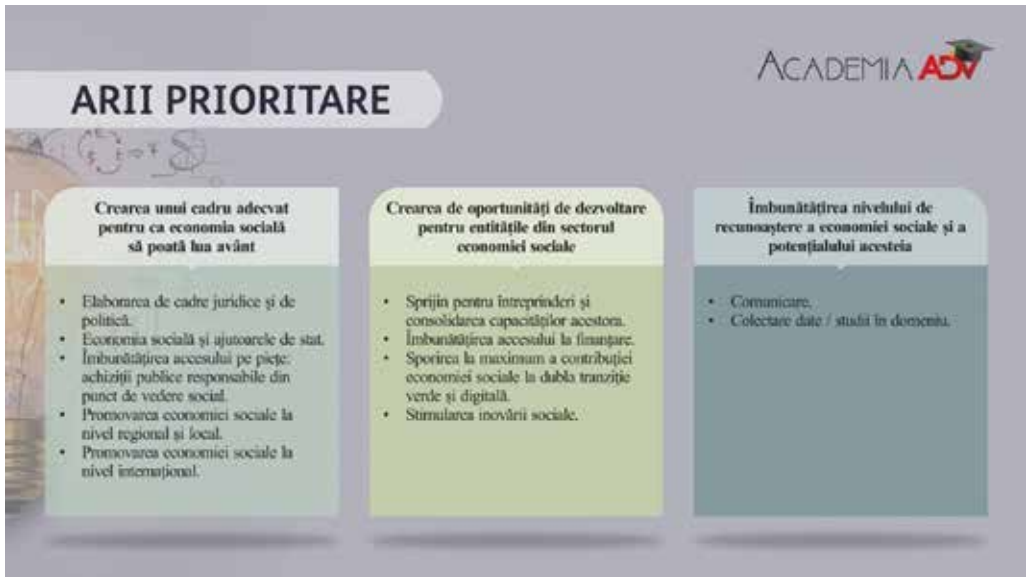 ACADEMIA ADV
ARII PRIORITARE
Crearea unui cadru adecvat
pentru ca economia socială
să poată lua avânt
• Elaborarea de cadre juridice și de
politică.
• Economia socială și ajutoarele de stat.
• Îmbunătățirea accesului pe piețe:
achiziții publice responsabile din
punct de vedere social.
• Promovarea economiei sociale la
nivel regional și local.
• Promovarea economiei sociale la
nivel internațional.
Crearea de oportunități de dezvoltare
pentru entitățile din sectorul
economiei sociale
• Sprijin pentru întreprinderi și
consolidarea capacităților acestora.
• Îmbunătățirea accesului la finanțare.
• Sporirea la maximum a contribuției
economiei sociale la dubla tranziție
verde și digitală.
• Stimularea inovării sociale.
Îmbunătățirea nivelului de
recunoaștere a economiei sociale și a
potențialului acesteia
• Comunicare.
• Colectare date / studii în domeniu.